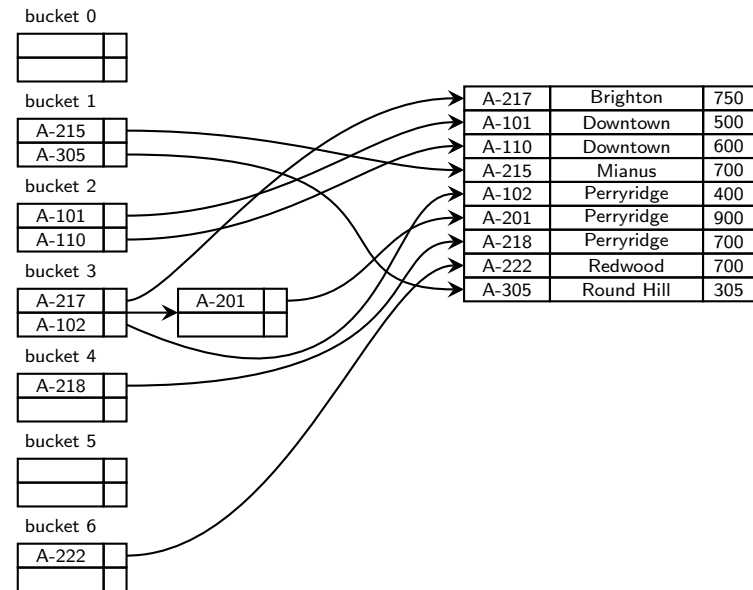 bucket 0
bucket 1
A-215
A-305
bucket 2
A-101
A-110
bucket 3
A-217
A-102
A-201
bucket 4
A-218
bucket 5
bucket 6
A-222
A-217 Brighton 750
A-101 Downtown 500
A-110 Downtown 600
A-215 Mianus 700
A-102 Perryridge 400
A-201 Perryridge 900
A-218 Perryridge 700
A-222 Redwood 700
A-305 Round Hill 305